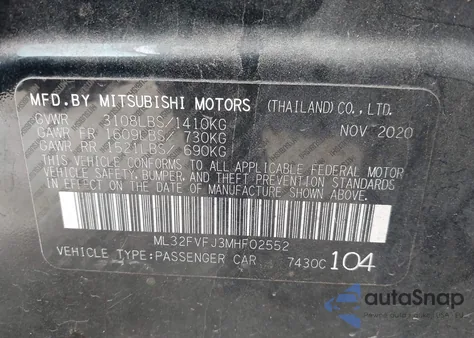 MFD.BY MITSUBISHI MOTORS (THAILAND) CO., LTD.
GVWR 3108LBS/1410KG NOV 2020
GAWR FR 1609LBS/ 730KG
GAWR RR 1521LBS/ 690KG
THIS VEHICLE CONFORMS TO ALL APPLICABLE FEDERAL MOTOR
VEHICLE SAFETY, BUMPER, AND THEFT PREVENTION STANDARDS
IN EFFECT ON THE DATE OF MANUFACTURE SHOWN ABOVE.
ML32FVFJ3MHF02552
VEHICLE TYPE:PASSENGER CAR 7430C 104
autoSnap